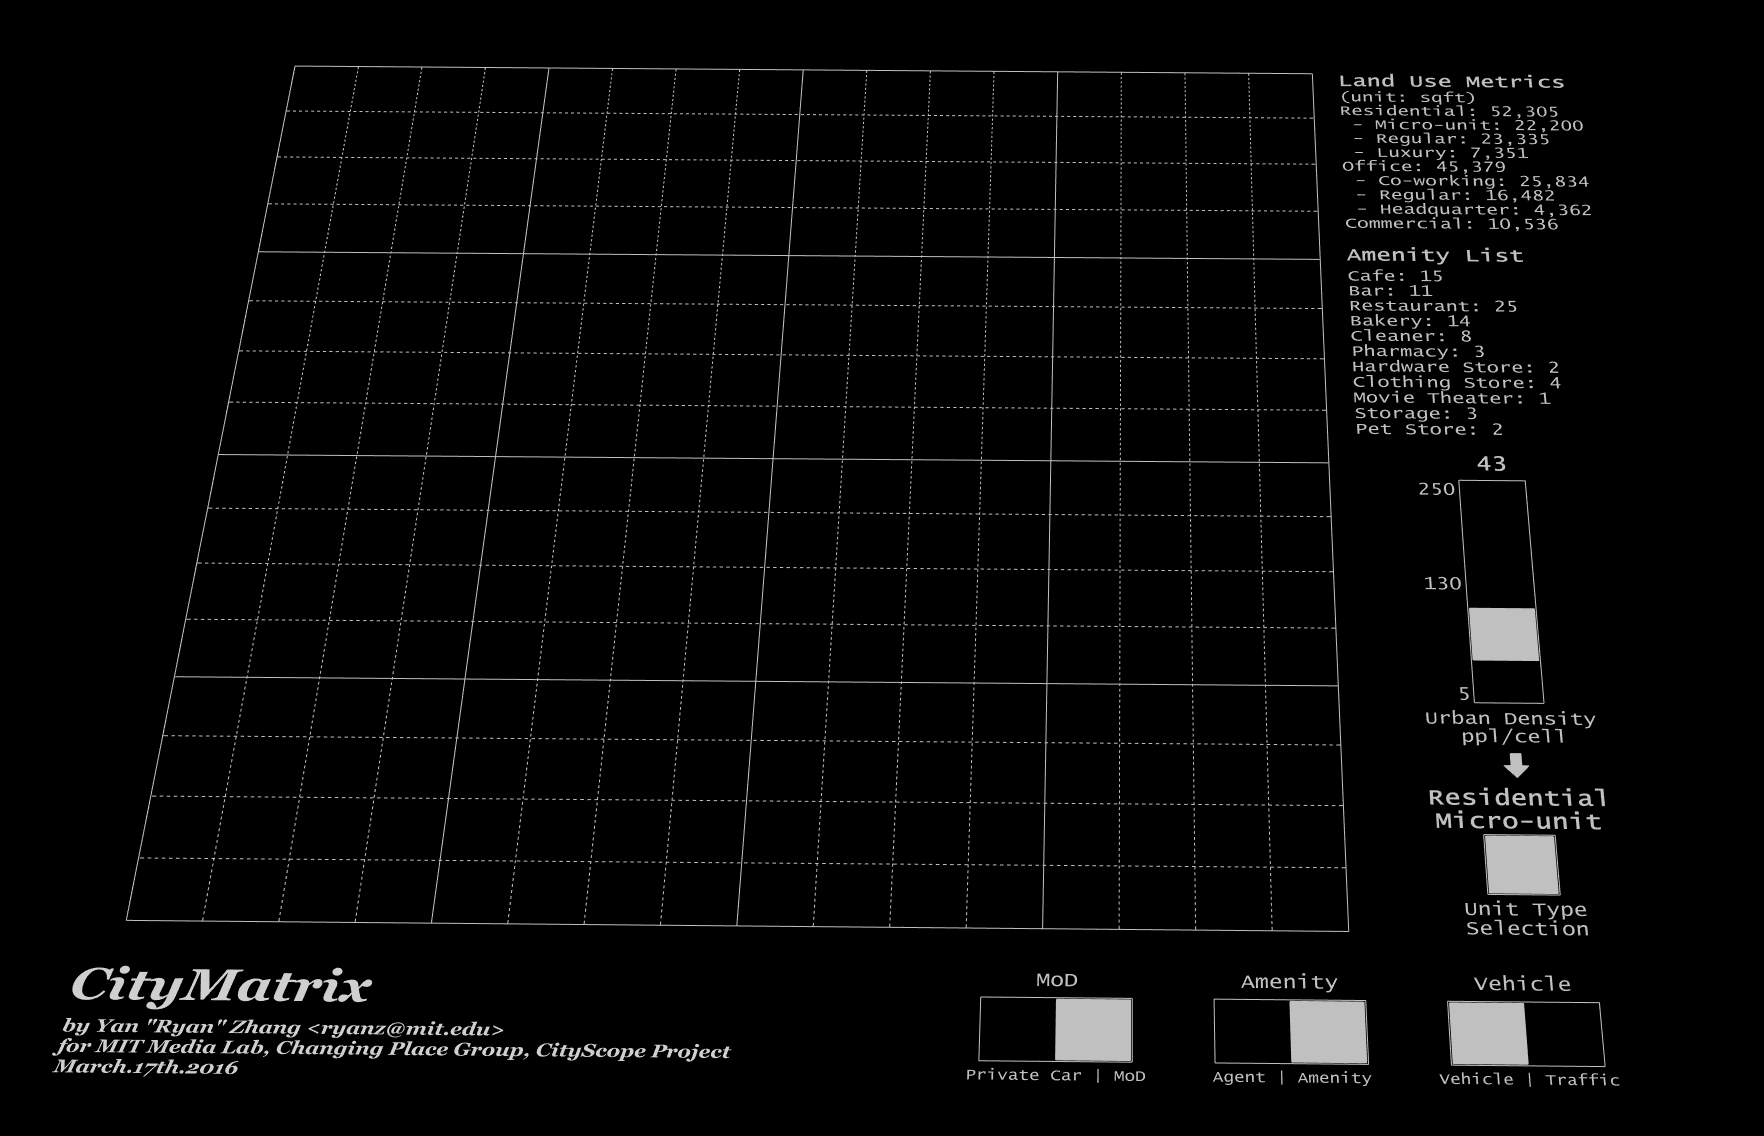 Land Use Metrics
(unit: sqft)
Residential: 52,305
- Micro-unit: 22,200
- Regular: 23,335
- Luxury: 7,351
Office: 45,379
- Co-working: 25,834
- Regular: 16,482
- Headquarter: 4,362
Commercial: 10,536
Amenity List
Cafe: 15
Bar: 11
Restaurant: 25
Bakery: 14
Cleaner: 8
Pharmacy: 3
Hardware Store: 2
Clothing Store: 4
Movie Theater: 1
Storage: 3
Pet Store: 2
43
250
130
5
Urban Density
ppl/cell
Residential
Micro-unit
Unit Type
Selection
CityMatrix
by Yan "Ryan" Zhang <ryanz@mit.edu>
for MIT Media Lab, Changing Place Group, CityScope Project
March.17th.2016
MoD
Private Car | MoD
Amenity
Agent | Amenity
Vehicle
Vehicle | Traffic